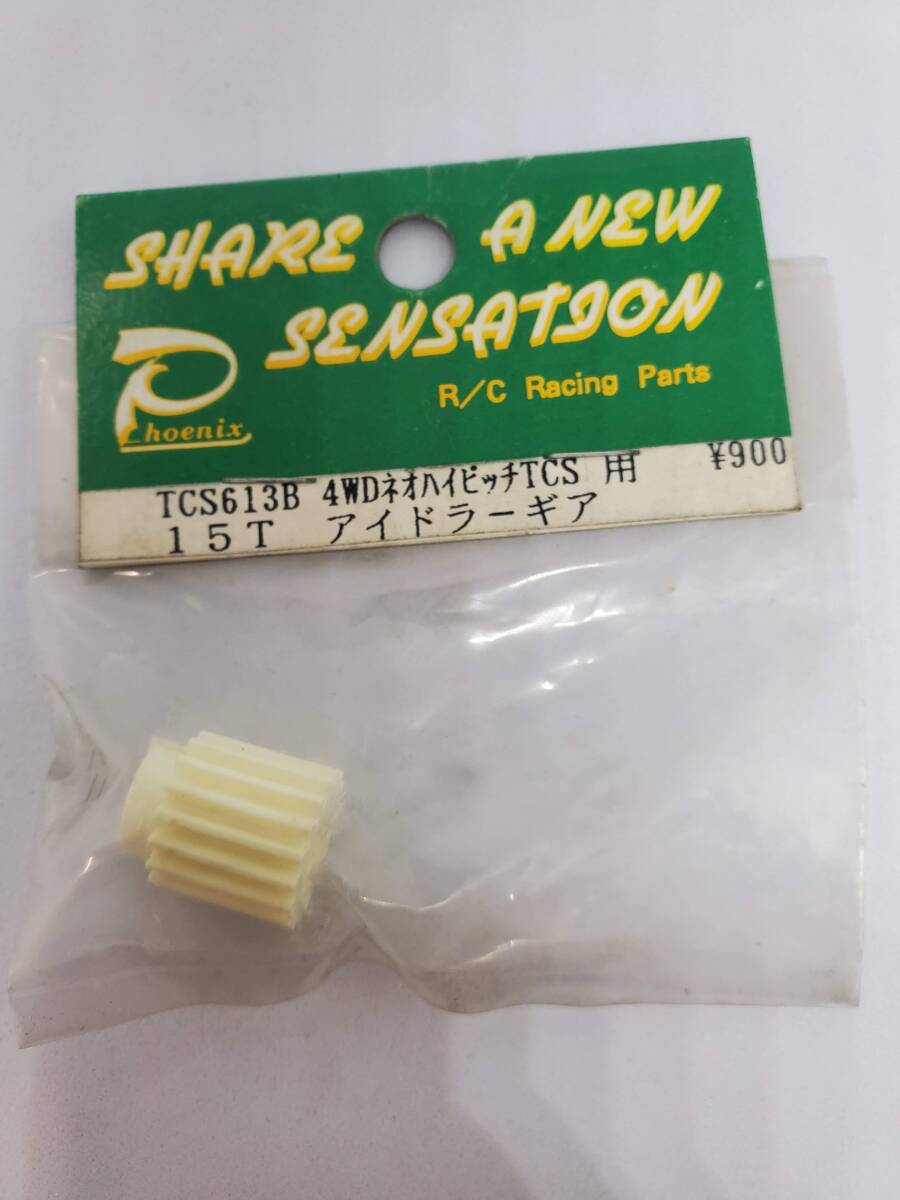 SHARE A NEW
SENSATION
Phoenix
R/C Racing Parts
TCS613B 4WDネオハイピッチTCS 用 ¥900
15T アイドラーギア